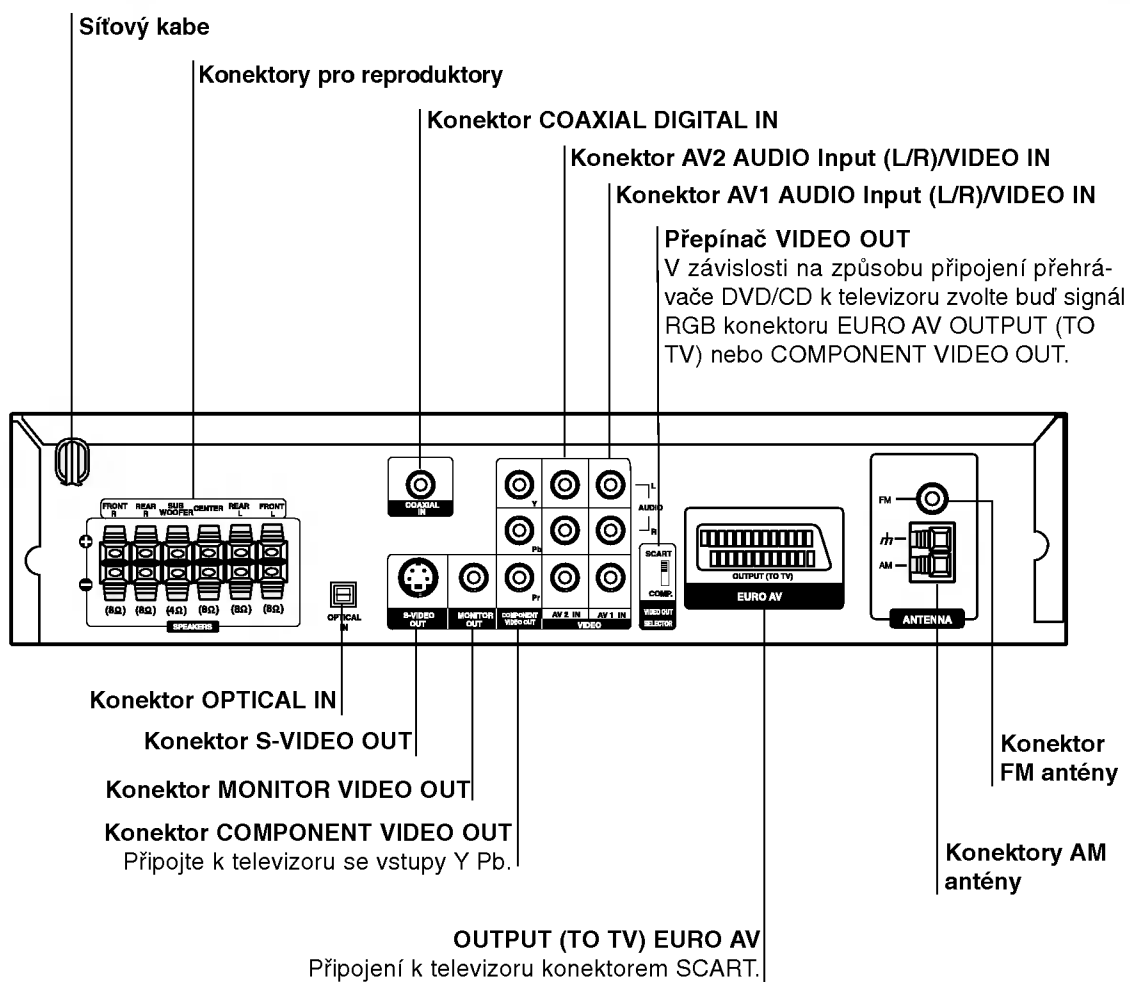 Síťový kabe
Konektory pro reproduktory
Konektor COAXIAL DIGITAL IN
Konektor AV2 AUDIO Input (L/R)/VIDEO IN
Konektor AV1 AUDIO Input (L/R)/VIDEO IN
Přepínač VIDEO OUT
V závislosti na způsobu připojení přehrá-
vače DVD/CD k televizoru zvolte buď signál
RGB konektoru EURO AV OUTPUT (TO
TV) nebo COMPONENT VIDEO OUT.
FRONT R
REAR R
SUB WOOFER
CENTER
REAR L
FRONT L
(8Ω) (8Ω) (4Ω) (8Ω) (8Ω) (8Ω)
SPEAKERS
OPTICAL IN
COAXIAL IN
S-VIDEO OUT
MONITOR OUT
Y
Pb
Pr
COMPONENT VIDEO OUT
AV 2 IN
AV 1 IN
VIDEO
L
AUDIO
R
SCART
COMP.
VIDEO OUT
SELECTOR
OUTPUT (TO TV)
EURO AV
FM
AM
ANTENNA
Konektor OPTICAL IN
Konektor S-VIDEO OUT
Konektor MONITOR VIDEO OUT
Konektor COMPONENT VIDEO OUT
Připojte k televizoru se vstupy Y Pb.
OUTPUT (TO TV) EURO AV
Připojení k televizoru konektorem SCART.
Konektor
FM antény
Konektory AM
antény